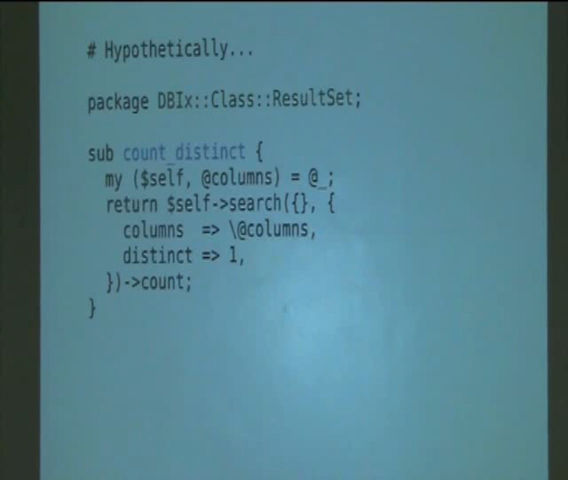 # Hypothetically...
package DBIx::Class::ResultSet;
sub count_distinct {
my ($self, @columns) = @_;
return $self->search({}, {
columns => \@columns,
distinct => 1,
})->count;
}